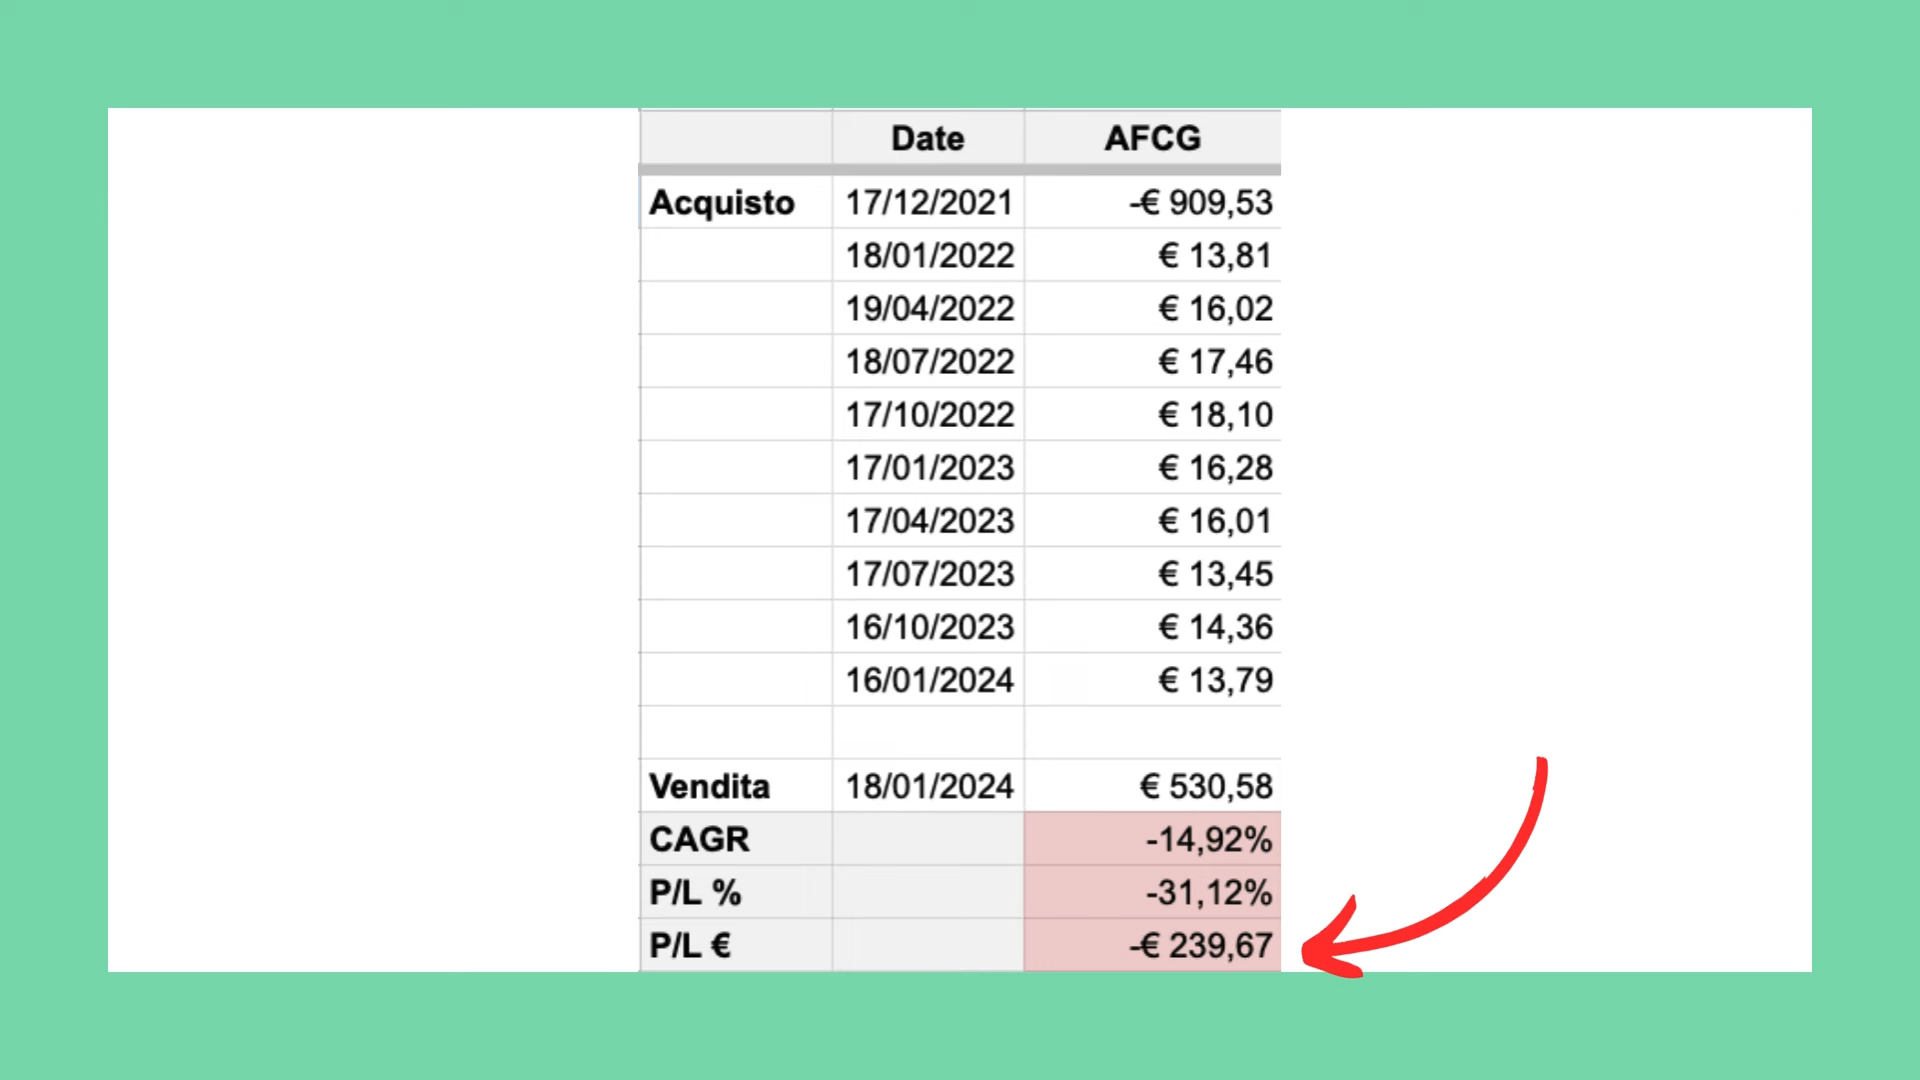 Date AFCG
Acquisto 17/12/2021 -€ 909,53
18/01/2022 € 13,81
19/04/2022 € 16,02
18/07/2022 € 17,46
17/10/2022 € 18,10
17/01/2023 € 16,28
17/04/2023 € 16,01
17/07/2023 € 13,45
16/10/2023 € 14,36
16/01/2024 € 13,79
Vendita 18/01/2024 € 530,58
CAGR -14,92%
P/L % -31,12%
P/L € -€ 239,67